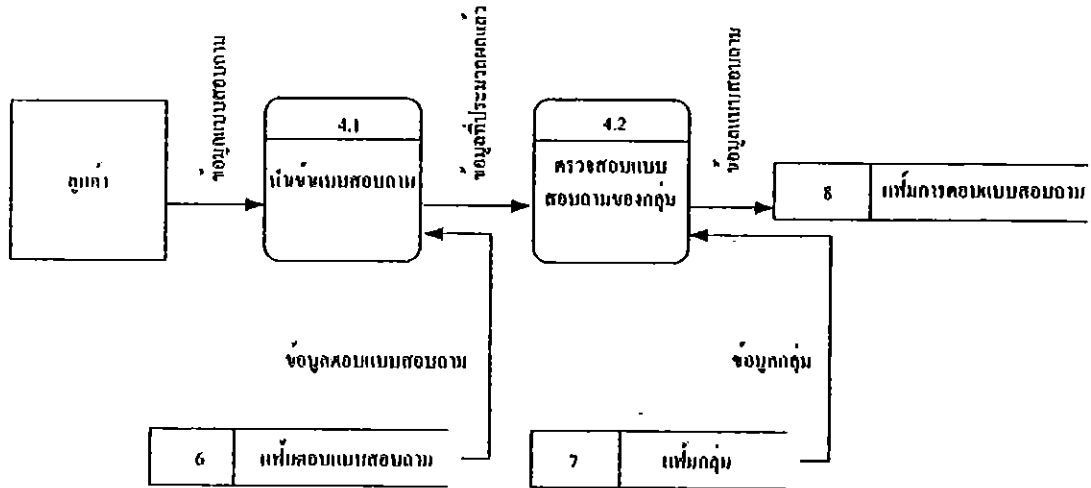 ข้อมูลแบบสอบถาม
ข้อมูลที่ประมวลผลแล้ว
ข้อมูลแบบสอบถาม
ลูกค้า
4.1
แบบสอบถาม
4.2
ตรวจสอบแบบ
สอบถามของกลุ่ม
8
แฟ้มการตอบแบบสอบถาม
ข้อมูลตอบแบบสอบถาม
ข้อมูลกลุ่ม
6
แฟ้มตอบแบบสอบถาม
7
แฟ้มกลุ่ม